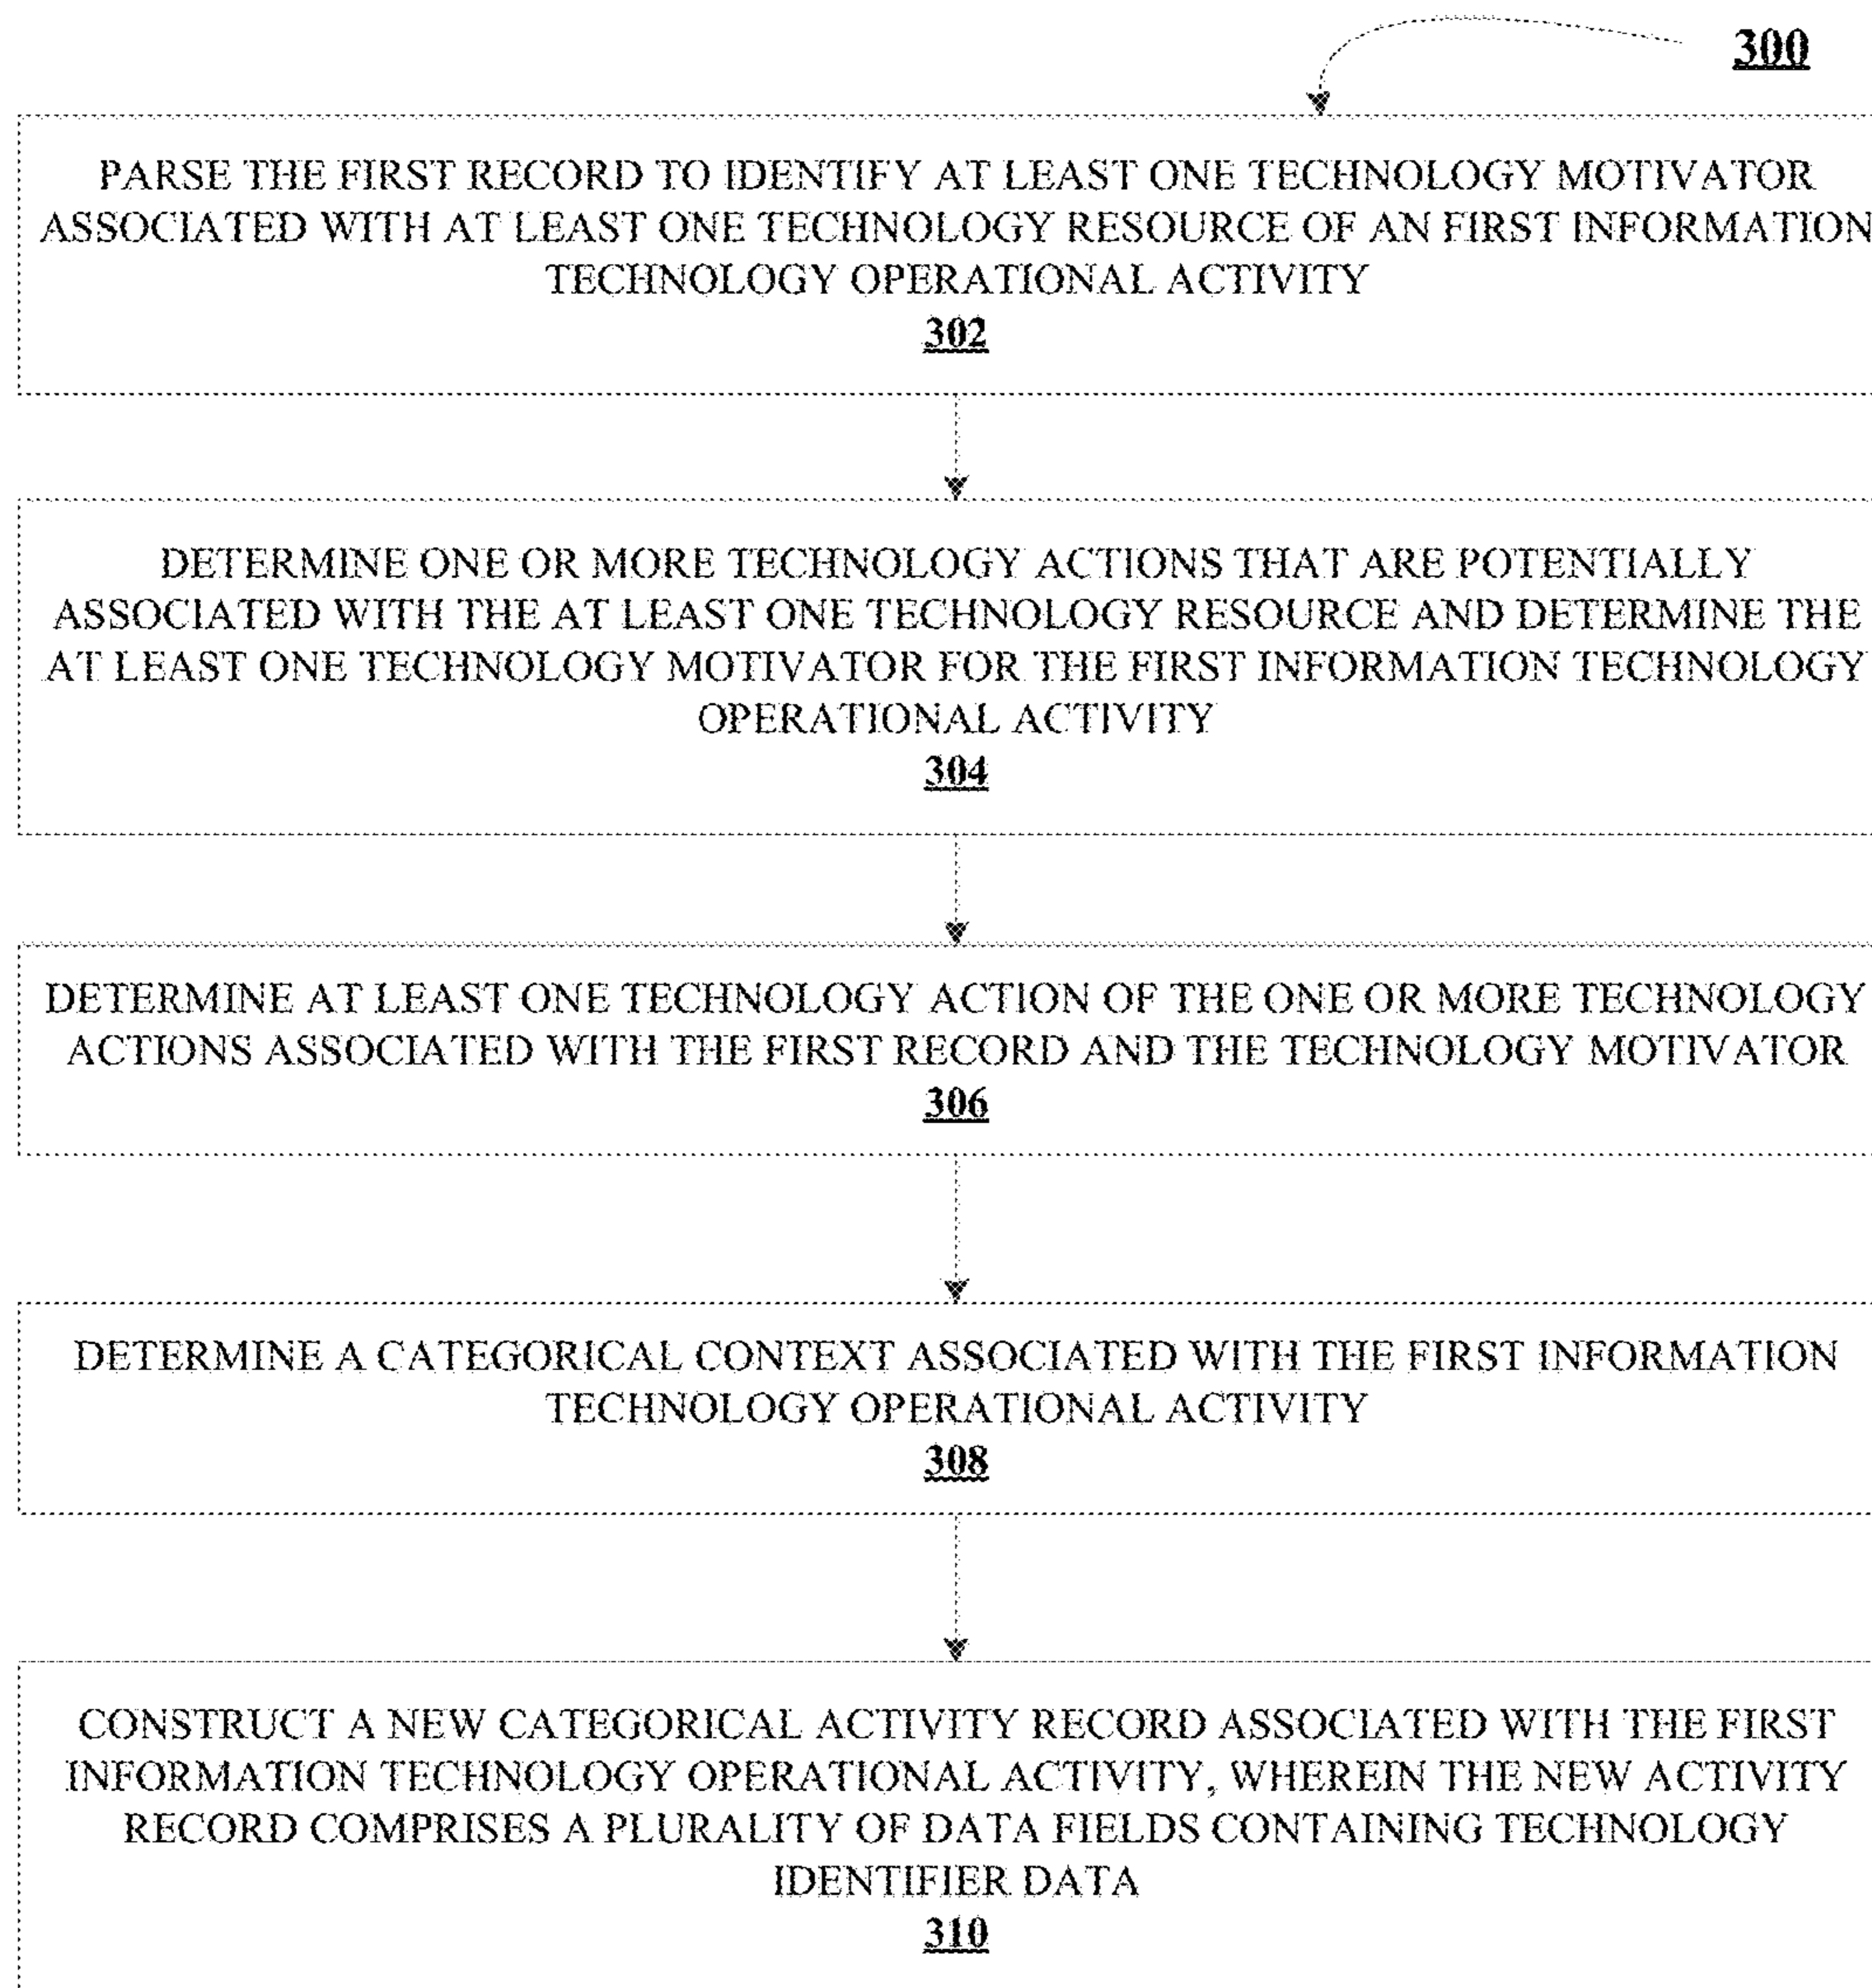 300
PARSE THE FIRST RECORD TO IDENTIFY AT LEAST ONE TECHNOLOGY MOTIVATOR
ASSOCIATED WITH AT LEAST ONE TECHNOLOGY RESOURCE OF AN FIRST INFORMATION
TECHNOLOGY OPERATIONAL ACTIVITY
302
DETERMINE ONE OR MORE TECHNOLOGY ACTIONS THAT ARE POTENTIALLY
ASSOCIATED WITH THE AT LEAST ONE TECHNOLOGY RESOURCE AND DETERMINE THE
AT LEAST ONE TECHNOLOGY MOTIVATOR FOR THE FIRST INFORMATION TECHNOLOGY
OPERATIONAL ACTIVITY
304
DETERMINE AT LEAST ONE TECHNOLOGY ACTION OF THE ONE OR MORE TECHNOLOGY
ACTIONS ASSOCIATED WITH THE FIRST RECORD AND THE TECHNOLOGY MOTIVATOR
306
DETERMINE A CATEGORICAL CONTEXT ASSOCIATED WITH THE FIRST INFORMATION
TECHNOLOGY OPERATIONAL ACTIVITY
308
CONSTRUCT A NEW CATEGORICAL ACTIVITY RECORD ASSOCIATED WITH THE FIRST
INFORMATION TECHNOLOGY OPERATIONAL ACTIVITY, WHEREIN THE NEW ACTIVITY
RECORD COMPRISES A PLURALITY OF DATA FIELDS CONTAINING TECHNOLOGY
IDENTIFIER DATA
310